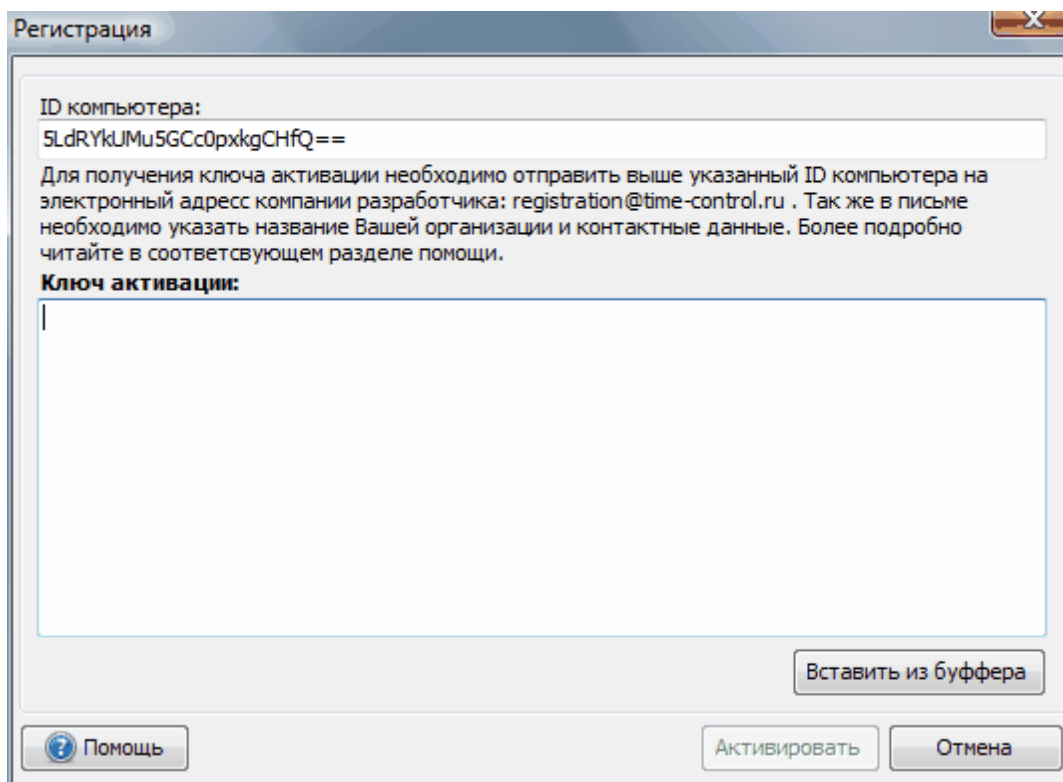 Регистрация
ID компьютера:
5LdRYkUMu5GCc0pxkgCHfQ==
Для получения ключа активации необходимо отправить выше указанный ID компьютера на
электронный адресс компании разработчика: registration@time-control.ru . Так же в письме
необходимо указать название Вашей организации и контактные данные. Более подробно
читайте в соответсвующем разделе помощи.
Ключ активации:
Вставить из буффера
Помощь
Активировать
Отмена